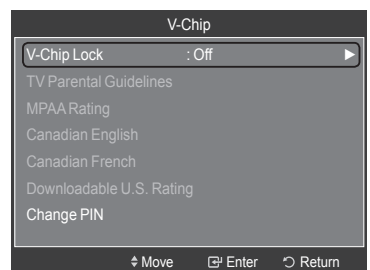 V-Chip
V-Chip Lock : Off
TV Parental Guidelines
MPAA Rating
Canadian English
Canadian French
Downloadable U.S. Rating
Change PIN
Move Enter Return